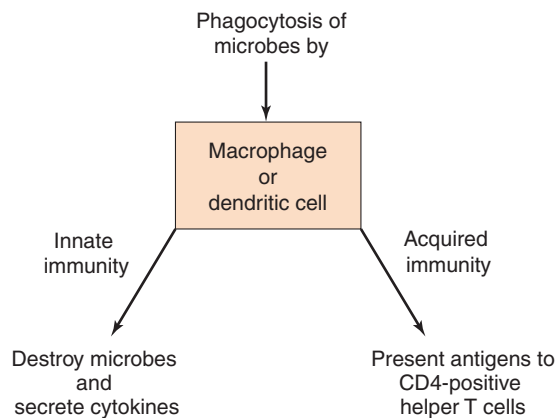 Phagocytosis of
microbes by
Macrophage
or
dendritic cell
Innate
immunity
Acquired
immunity
Destroy microbes
and
secrete cytokines
Present antigens to
CD4-positive
helper T cells